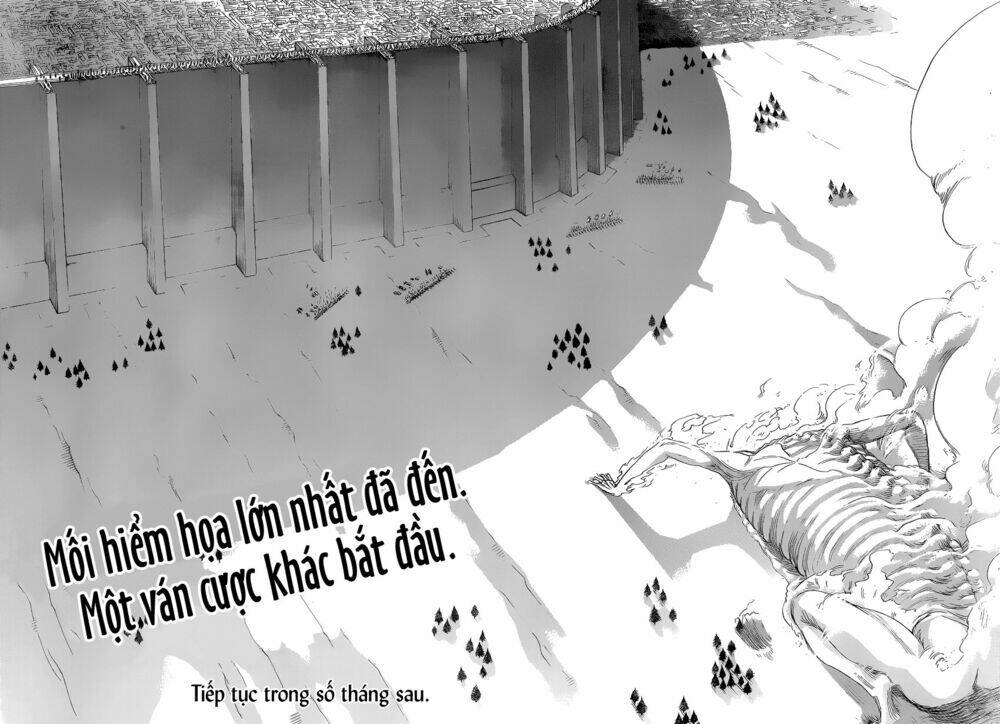 Mối hiểm họa lớn nhất đã đến.
Một ván cược khác bắt đầu.
Tiếp tục trong số tháng sau.